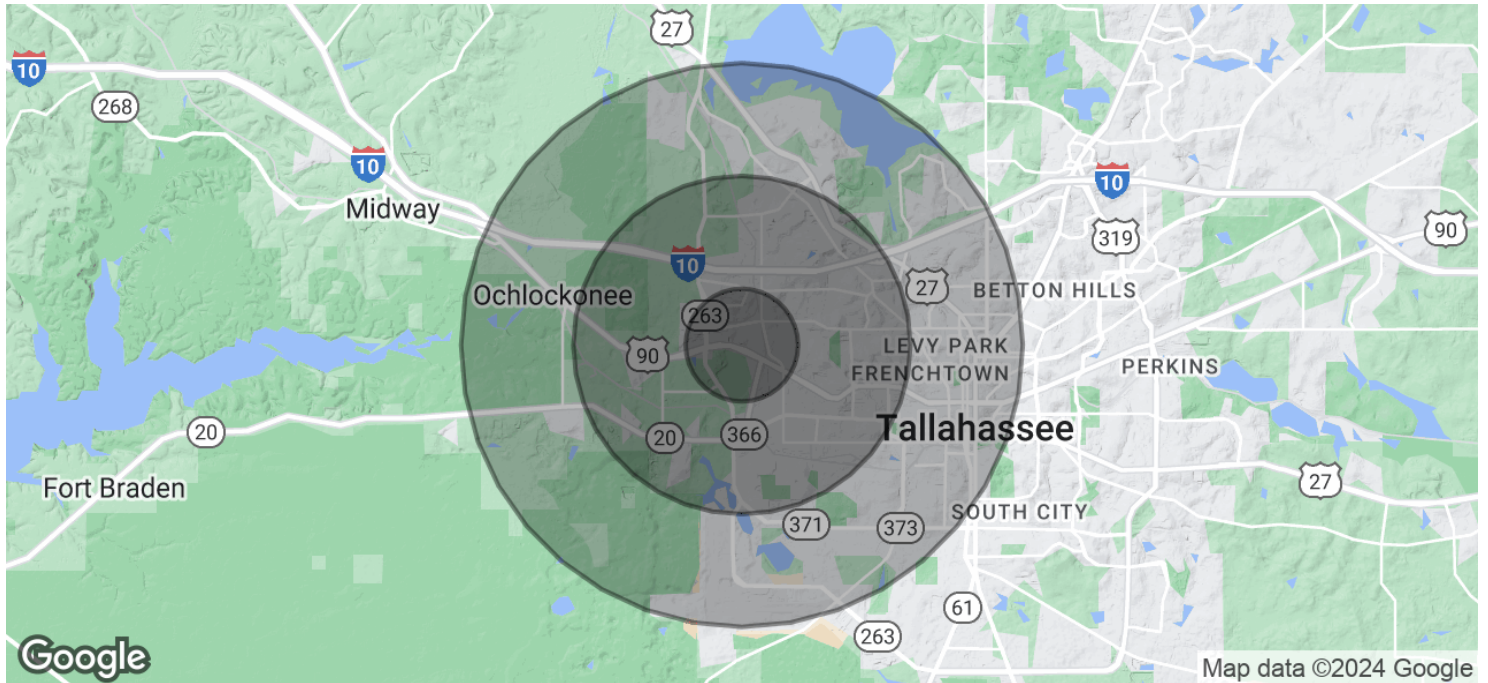 27
10
268
10
Midway
10
319
90
10
Ochlockonee
27
BETTON HILLS
263
90
LEVY PARK
FRENCHTOWN
PERKINS
20
20
366
Tallahassee
Fort Braden
27
371
373
SOUTH CITY
61
263
Google
Map data ©2024 Google